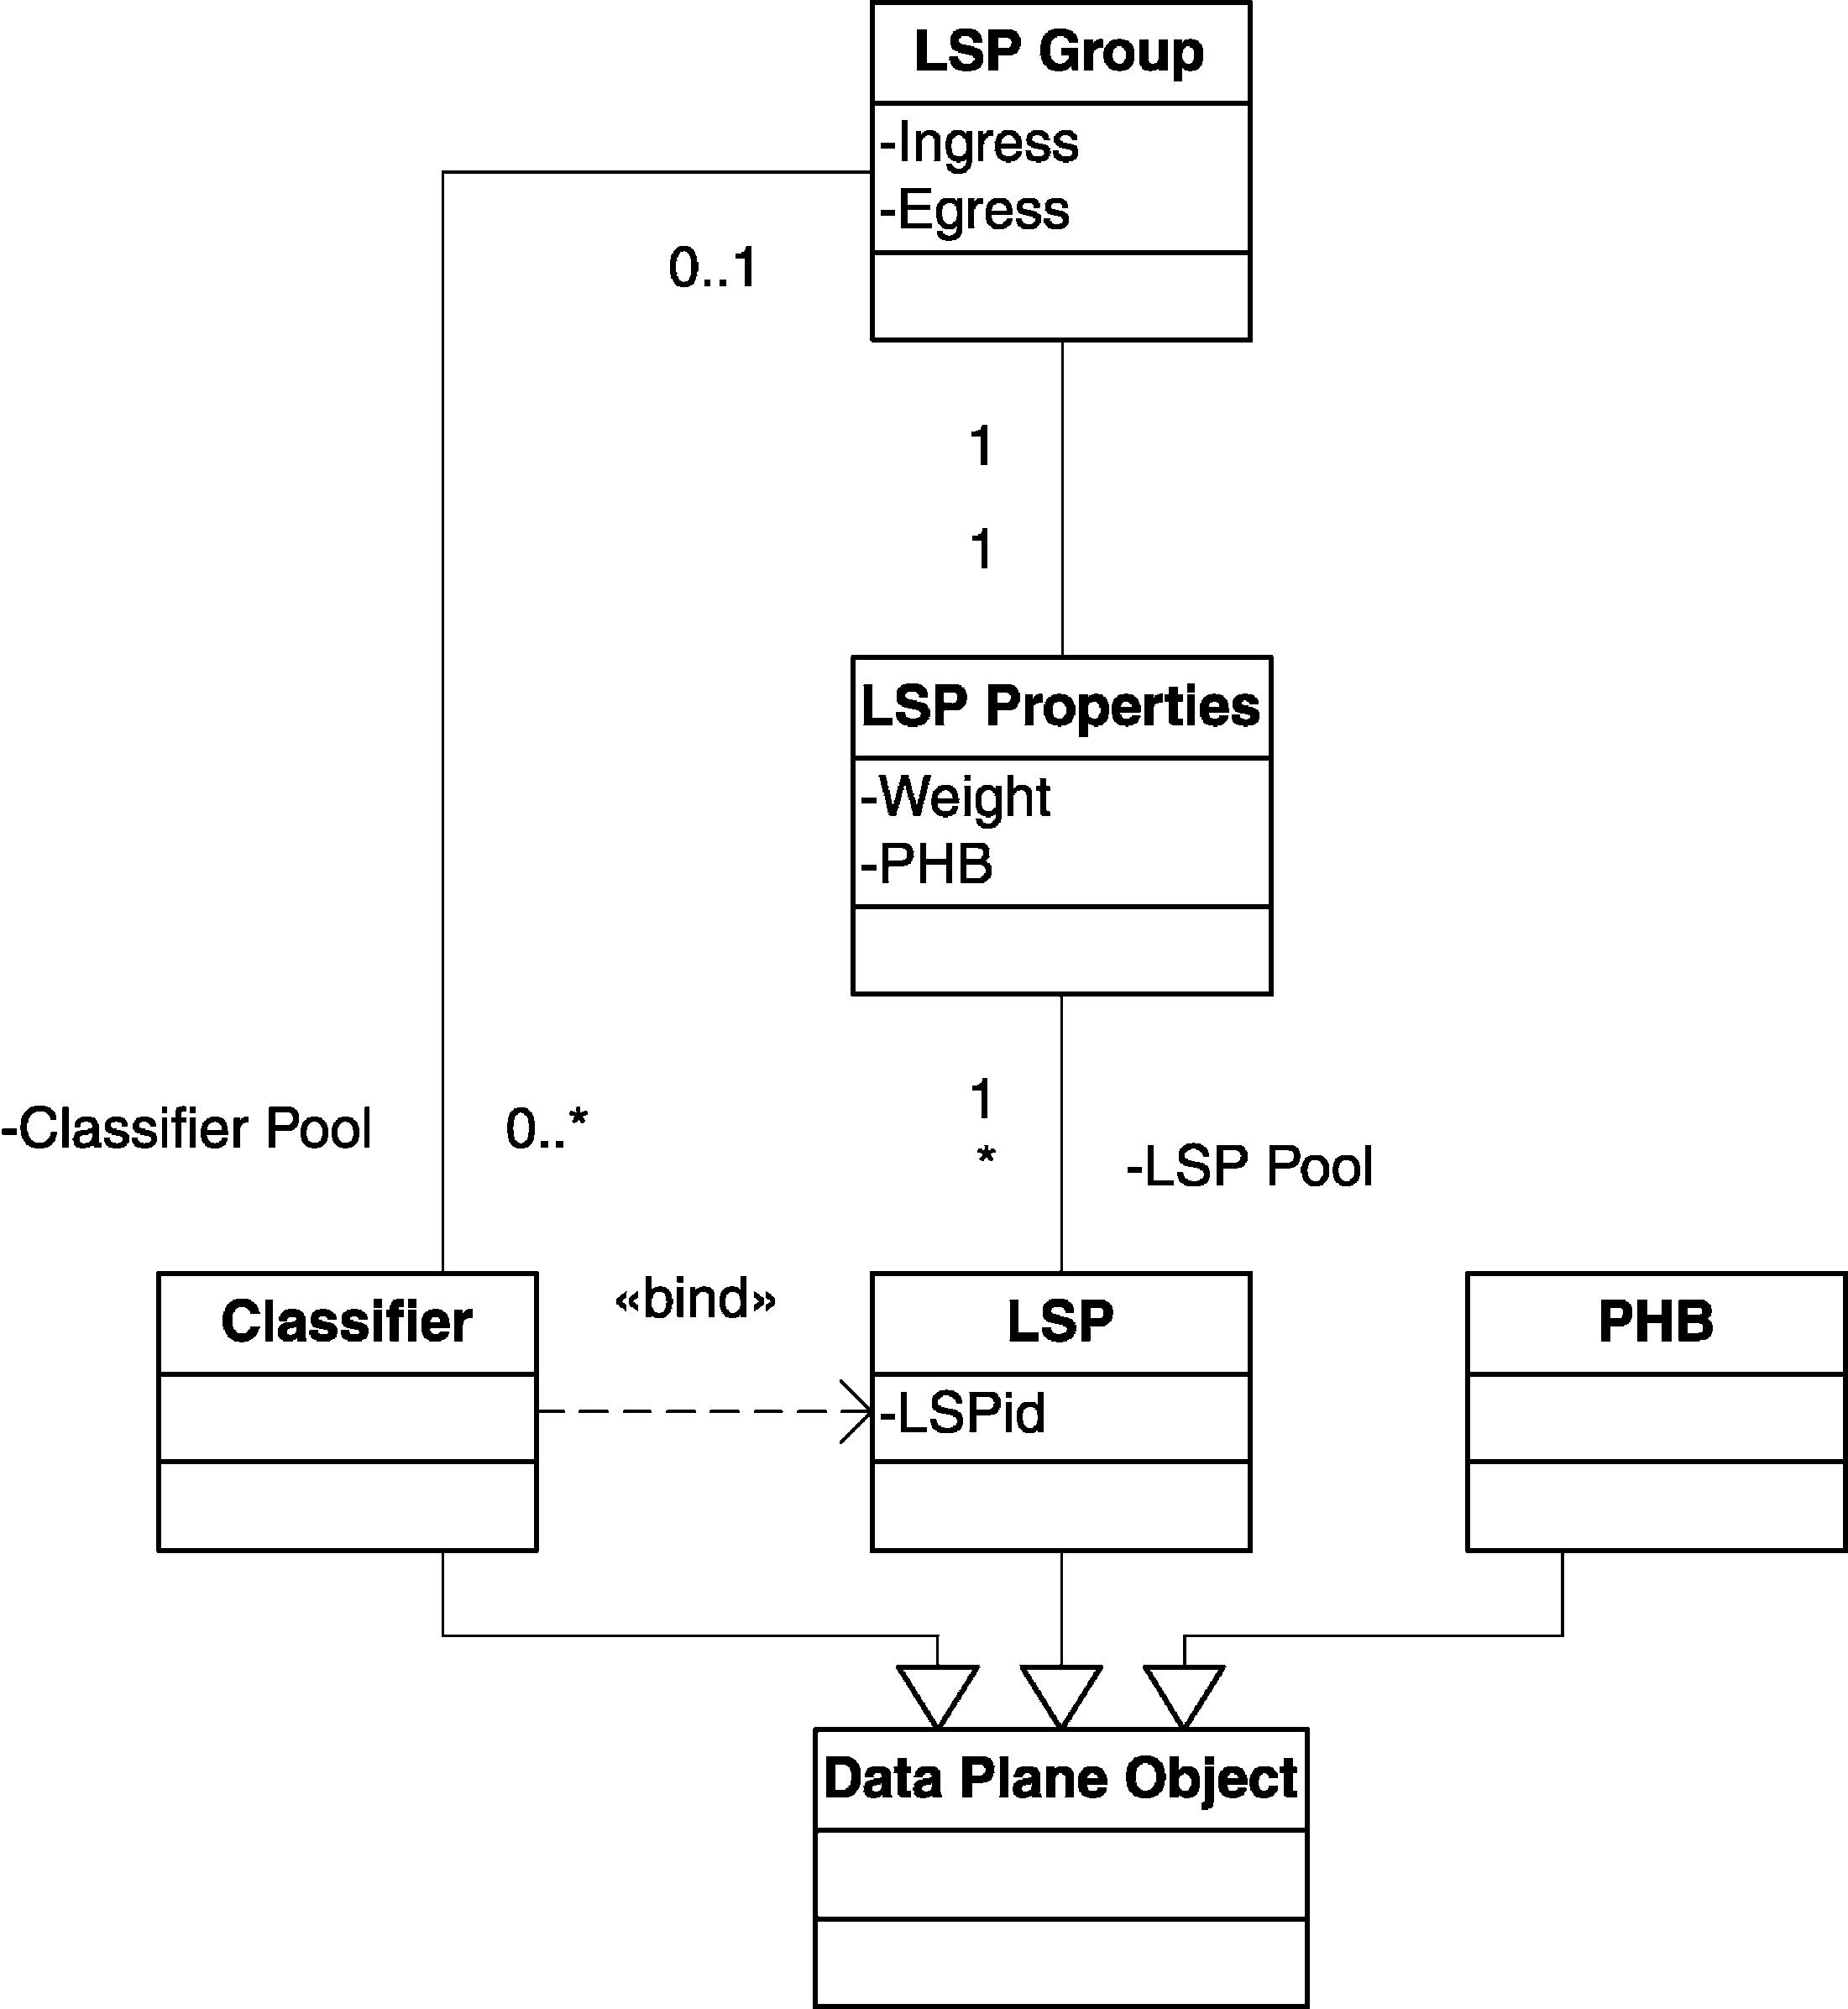 LSP Group
-Ingress
-Egress
0..1
1
1
LSP Properties
-Weight
-PHB
1
-Classifier Pool
0..*
*
-LSP Pool
Classifier
«bind»
LSP
-LSPid
PHB
Data Plane Object